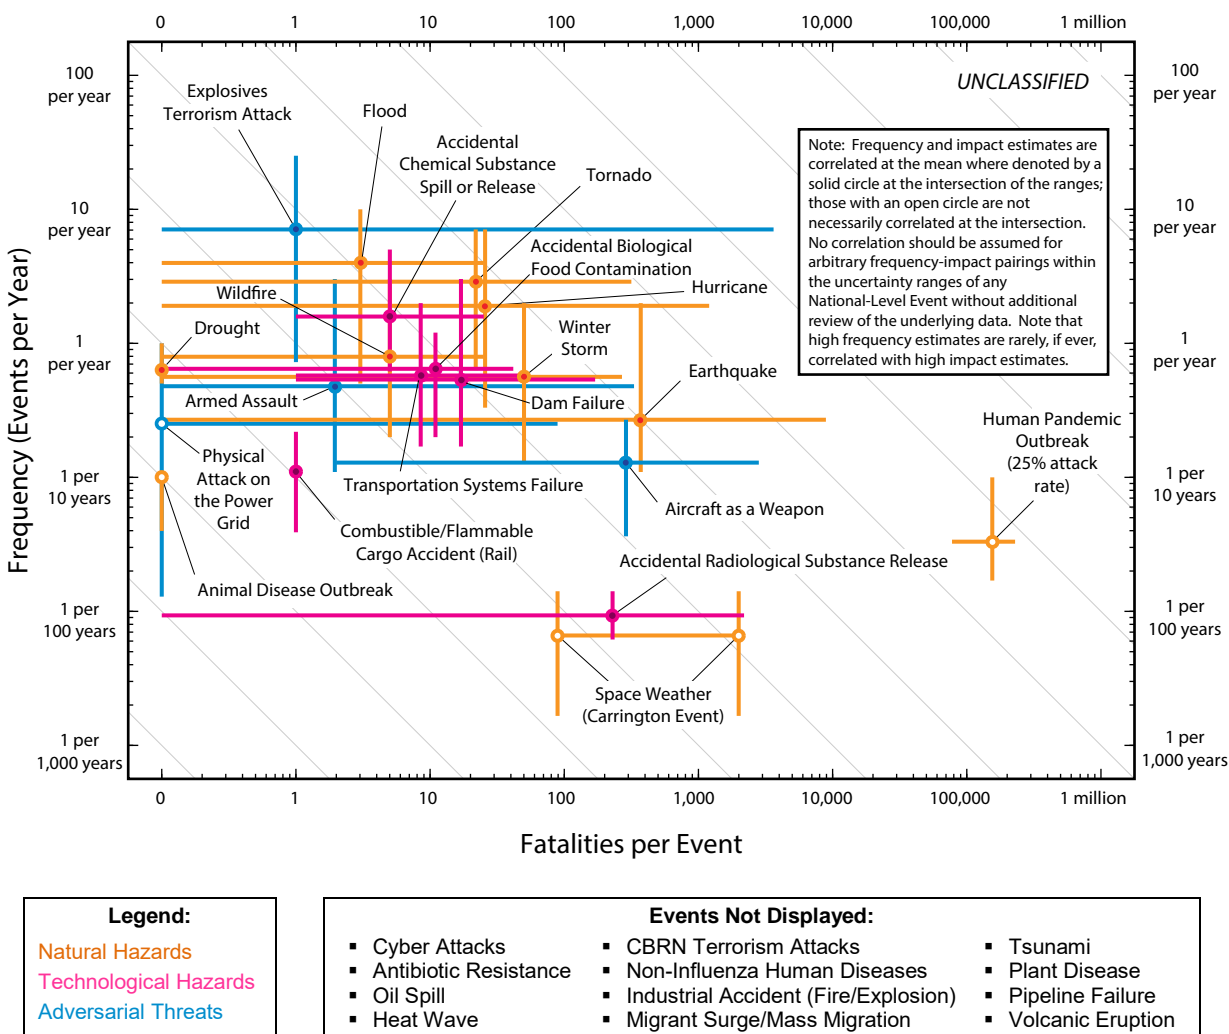 0 1 10 100 1,000 10,000 100,000 1 million
UNCLASSIFIED
100
per year
10
per year
1
per year
1 per
10 years
1 per
100 years
1 per
1,000 years
Frequency (Events per Year)
Explosives
Terrorism Attack
Flood
Accidental
Chemical Substance
Spill or Release
Tornado
Accidental Biological
Food Contamination
Wildfire
Hurricane
Drought
Winter
Storm
Earthquake
Armed Assault
Dam Failure
Physical
Attack on
the Power
Grid
Transportation Systems Failure
Aircraft as a Weapon
Combustible/Flammable
Cargo Accident (Rail)
Accidental Radiological Substance Release
Animal Disease Outbreak
Space Weather
(Carrington Event)
Human Pandemic
Outbreak
(25% attack
rate)
Note: Frequency and impact estimates are
correlated at the mean where denoted by a
solid circle at the intersection of the ranges;
those with an open circle are not
necessarily correlated at the intersection.
No correlation should be assumed for
arbitrary frequency-impact pairings within
the uncertainty ranges of any
National-Level Event without additional
review of the underlying data. Note that
high frequency estimates are rarely, if ever,
correlated with high impact estimates.
100
per year
10
per year
1
per year
1 per
10 years
1 per
100 years
1 per
1,000 years
0 1 10 100 1,000 10,000 100,000 1 million
Fatalities per Event
Legend:
Natural Hazards
Technological Hazards
Adversarial Threats
Events Not Displayed:
▪ Cyber Attacks
▪ Antibiotic Resistance
▪ Oil Spill
▪ Heat Wave
▪ CBRN Terrorism Attacks
▪ Non-Influenza Human Diseases
▪ Industrial Accident (Fire/Explosion)
▪ Migrant Surge/Mass Migration
▪ Tsunami
▪ Plant Disease
▪ Pipeline Failure
▪ Volcanic Eruption